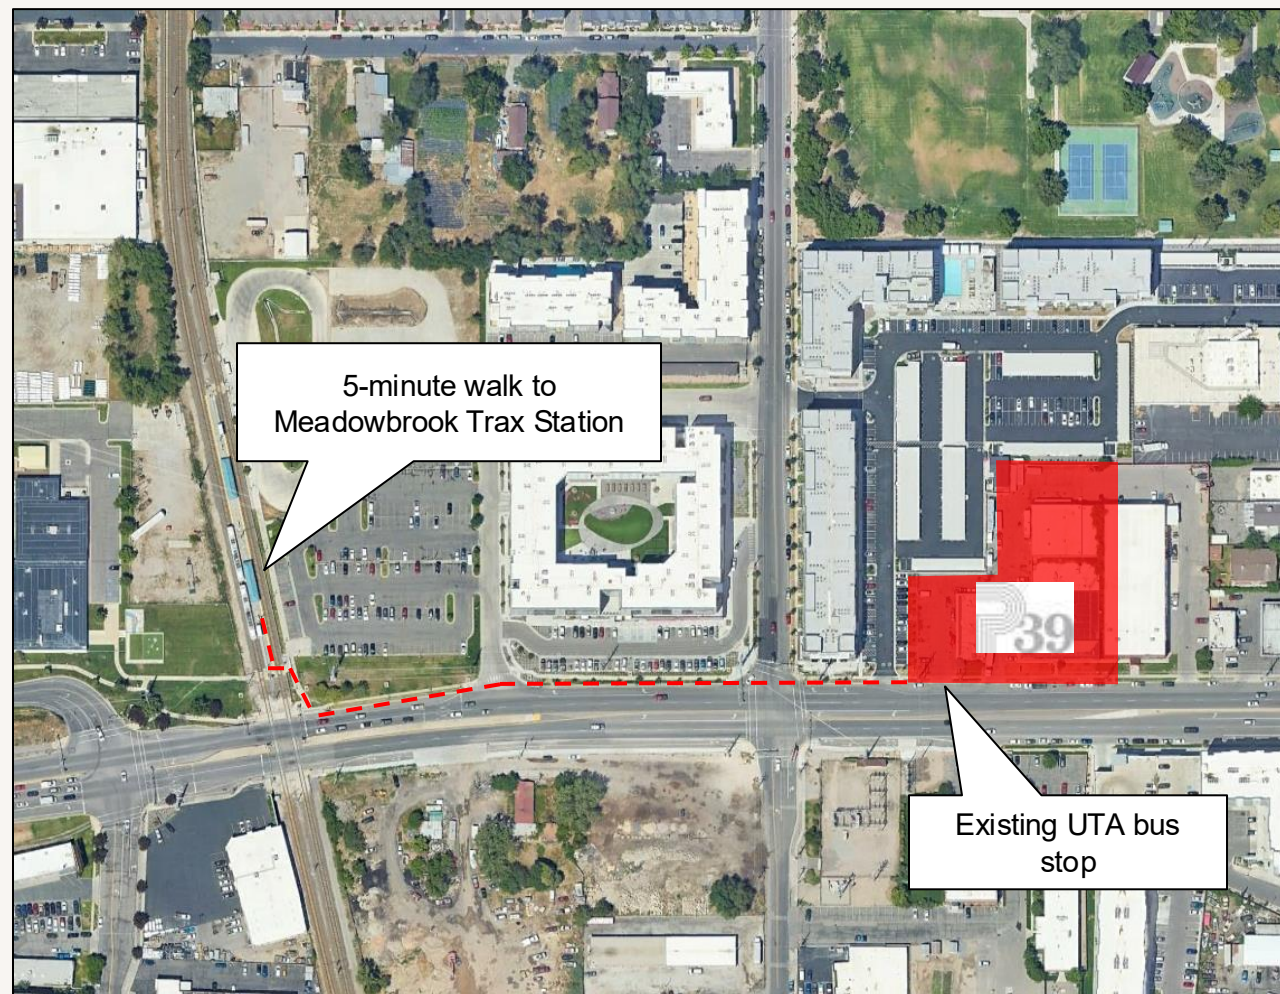 5-minute walk to
Meadowbrook Trax Station
P39
Existing UTA bus
stop